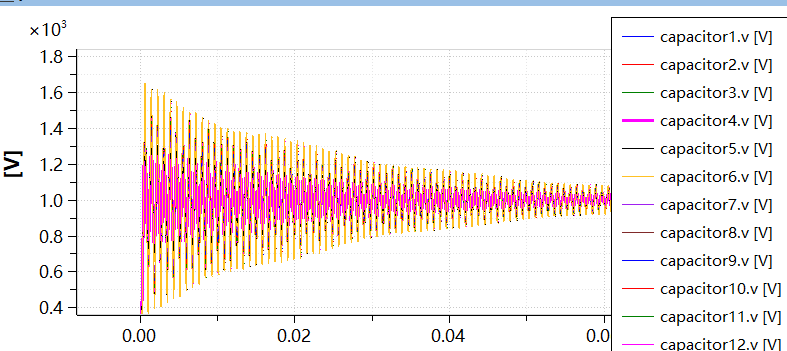 ×10³
1.8
1.6
1.4
1.2
1.0
0.8
0.6
0.4
[V]
0.00
0.02
0.04
0.0
capacitor1.v [V]
capacitor2.v [V]
capacitor3.v [V]
capacitor4.v [V]
capacitor5.v [V]
capacitor6.v [V]
capacitor7.v [V]
capacitor8.v [V]
capacitor9.v [V]
capacitor10.v [V]
capacitor11.v [V]
capacitor12.v [V]